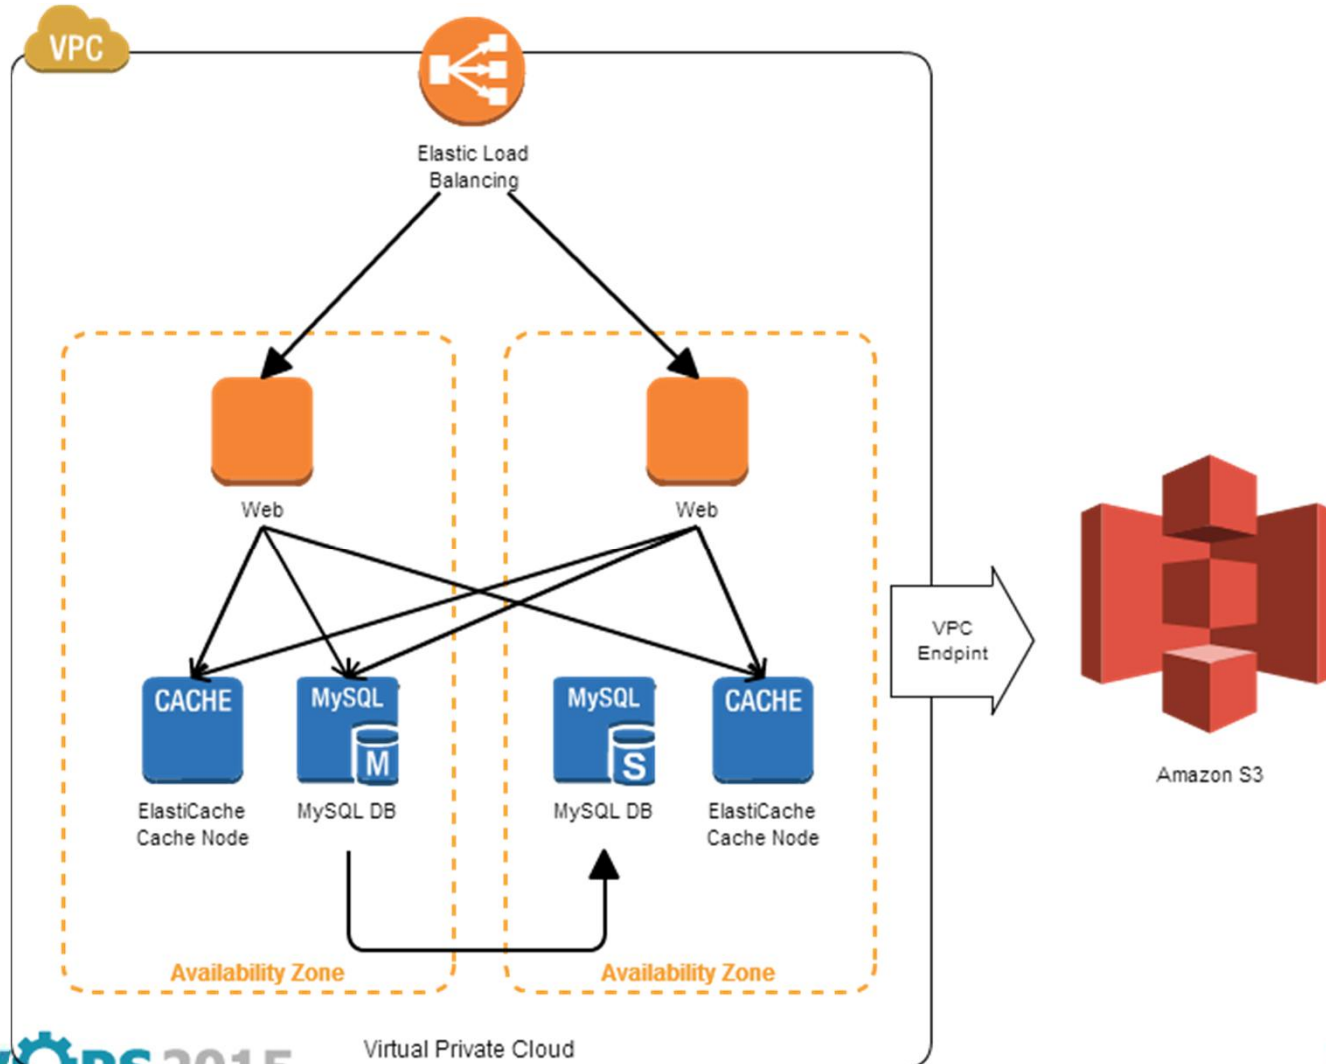 VPC
Elastic Load
Balancing
Web
Web
CACHE
MySQL
M
MySQL
S
CACHE
ElastiCache
Cache Node
MySQL DB
MySQL DB
ElastiCache
Cache Node
VPC
Endpint
Amazon S3
Availability Zone
Availability Zone
Virtual Private Cloud